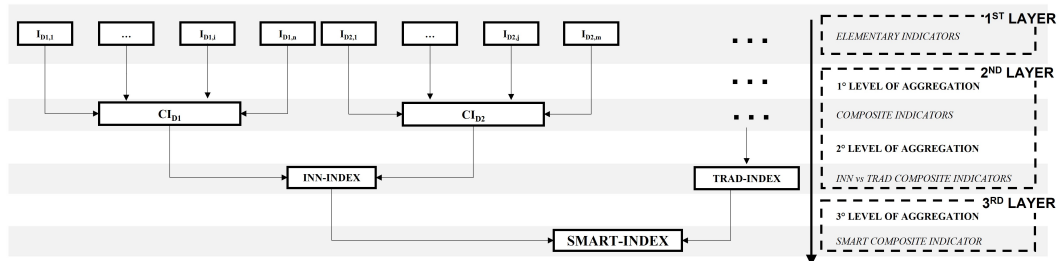 1ST LAYER
I_D1,1 … I_D1,i I_D1,n I_D2,1 … I_D2,j I_D2,m ...
ELEMENTARY INDICATORS
2ND LAYER
...
1° LEVEL OF AGGREGATION
CI_D1 CI_D2 ...
COMPOSITE INDICATORS
2° LEVEL OF AGGREGATION
INN-INDEX TRAD-INDEX
INN vs TRAD COMPOSITE INDICATORS
3RD LAYER
3° LEVEL OF AGGREGATION
SMART-INDEX
SMART COMPOSITE INDICATOR